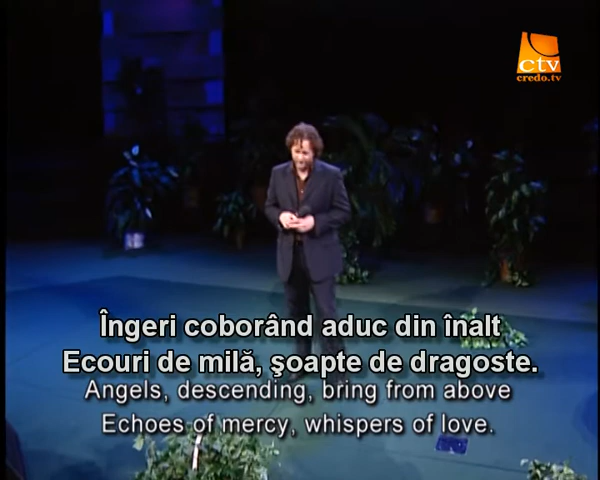 ctv
credo.tv
Îngeri coborând aduc din înalt
Ecouri de milă, şoapte de dragoste.
Angels, descending, bring from above
Echoes of mercy, whispers of love.